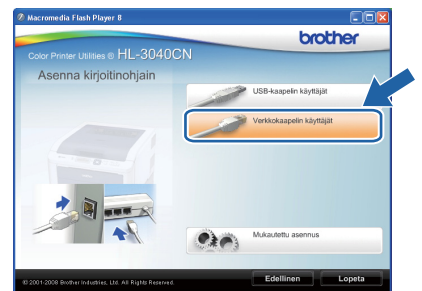 Macromedia Flash Player 8
brother
Color Printer Utilities © HL-3040CN
Asenna kirjoitinohjain
USB-kaapelin käyttäjät
Verkkokaapelin käyttäjät
Mukautettu asennus
© 2001-2008 Brother Industries, Ltd. All Rights Reserved.
Edellinen
Lopeta